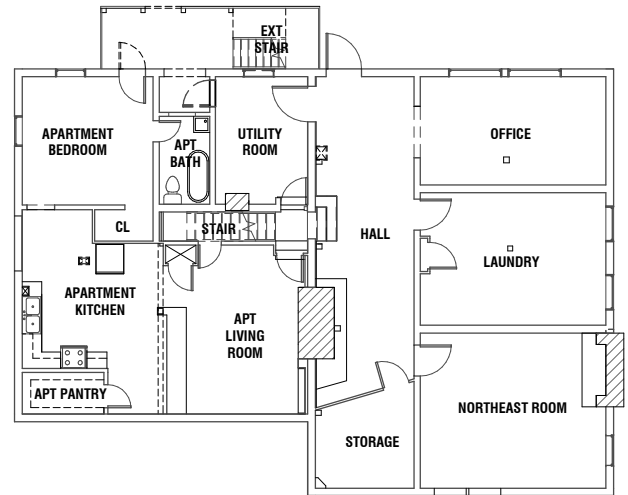 EXT
STAIR
APARTMENT
BEDROOM
APT
BATH
UTILITY
ROOM
OFFICE
CL
STAIR
HALL
LAUNDRY
APARTMENT
KITCHEN
APT
LIVING
ROOM
APT PANTRY
STORAGE
NORTHEAST ROOM